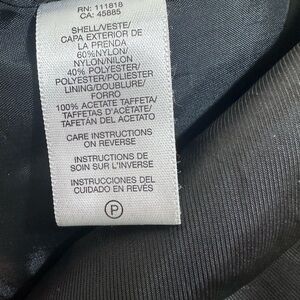 RN: 111818
CA: 45885
SHELL/VESTE/
CAPA EXTERIOR DE
LA PRENDA
60%NYLON/
NYLON/NILON
40% POLYESTER/
POLYESTER/POLIESTER
LINING/DOUBLURE/
FORRO
100% ACETATE TAFFETA/
TAFFETAS D'ACÉTATE/
TAFETÁN DEL ACETATO
CARE INSTRUCTIONS
ON REVERSE
INSTRUCTIONS DE
SOIN SUR L'INVERSE
INSTRUCCIONES DEL
CUIDADO EN REVÉS
P